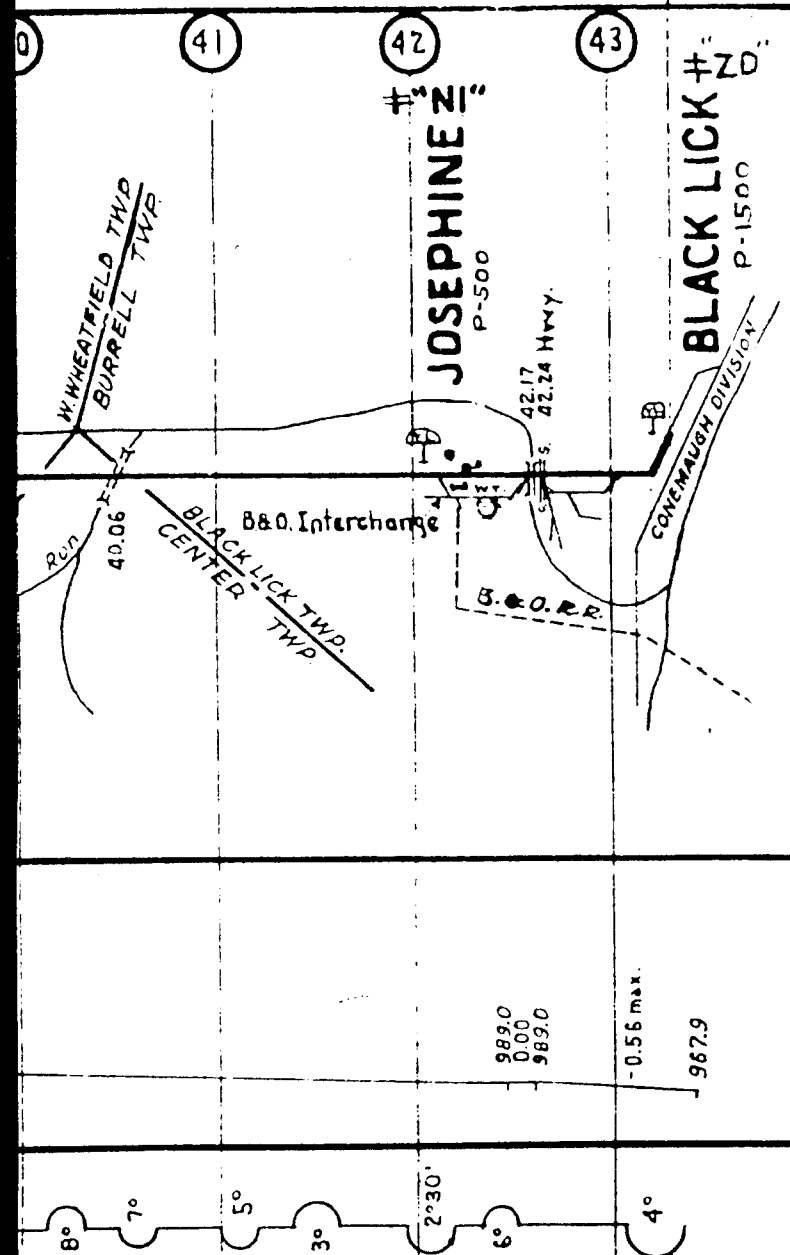 0
41
42
43
#"NI"
JOSEPHINE
P-500
#"ZD"
BLACK LICK
P-1500
W. WHEATFIELD TWP.
BURRELL TWP.
40.06
Run
BLACK LICK TWP.
CENTER TWP.
B&O. Interchange
42.17
42.24 Hwy.
B. & O. R.R.
CONEMAUGH DIVISION
989.0
0.00
989.0
-0.56 max.
967.9
8°
7°
5°
3°
2°30'
6°
4°